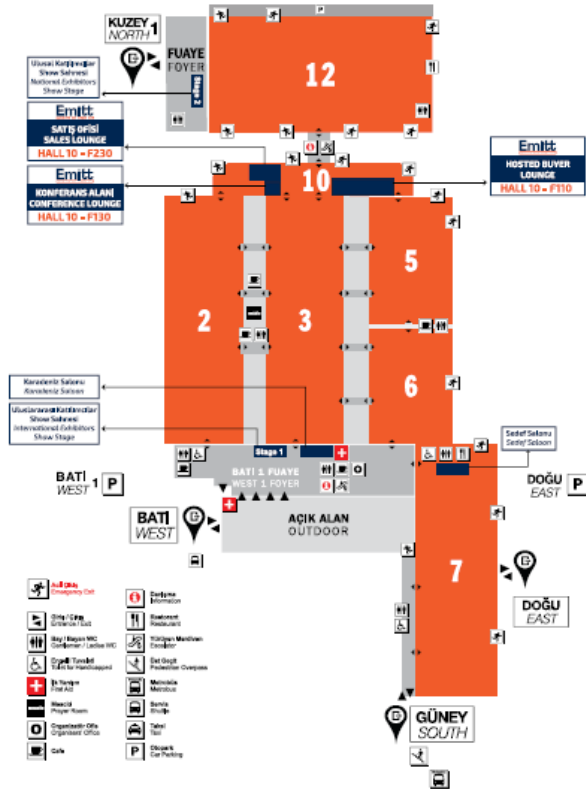 KUZEY 1
NORTH
P
FUAYE
FOYER
Stage 2
12
Ulusal Katılımcılar
Show Sahnesi
National Exhibitors
Show Stage
Emitt
SATIŞ OFİSİ
SALES LOUNGE
HALL 10 - F230
Emitt
KONFERANS ALANI
CONFERENCE LOUNGE
HALL 10 - F130
10
Emitt
HOSTED BUYER
LOUNGE
HALL 10 - F110
2
3
5
6
Karadeniz Salonu
Karadeniz Saloon
Uluslararası Katılımcılar
Show Sahnesi
International Exhibitors
Show Stage
Stage 1
Sedef Salonu
Sedef Saloon
BATI 1 FUAYE
WEST 1 FOYER
O
BATI
WEST 1 P
DOĞU
EAST P
BATI
WEST
AÇIK ALAN
OUTDOOR
7
DOĞU
EAST
GÜNEY
SOUTH
Acil Çıkış
Emergency Exit
Giriş / Çıkış
Entrance / Exit
Bay / Bayan WC
Gentlemen / Ladies WC
Engelli Tuvaleti
Toilet for Handicapped
İlk Yardım
First Aid
Mescid
Prayer Room
O Organizatör Ofis
Organiser Office
Cafe
Danışma
Information
Restorant
Restaurant
Yürüyen Merdiven
Escalator
Üst Geçit
Pedestrian Overpass
Metrobüs
Metrobus
Servis
Shuttle
Taksi
Taxi
P Otopark
Car Parking